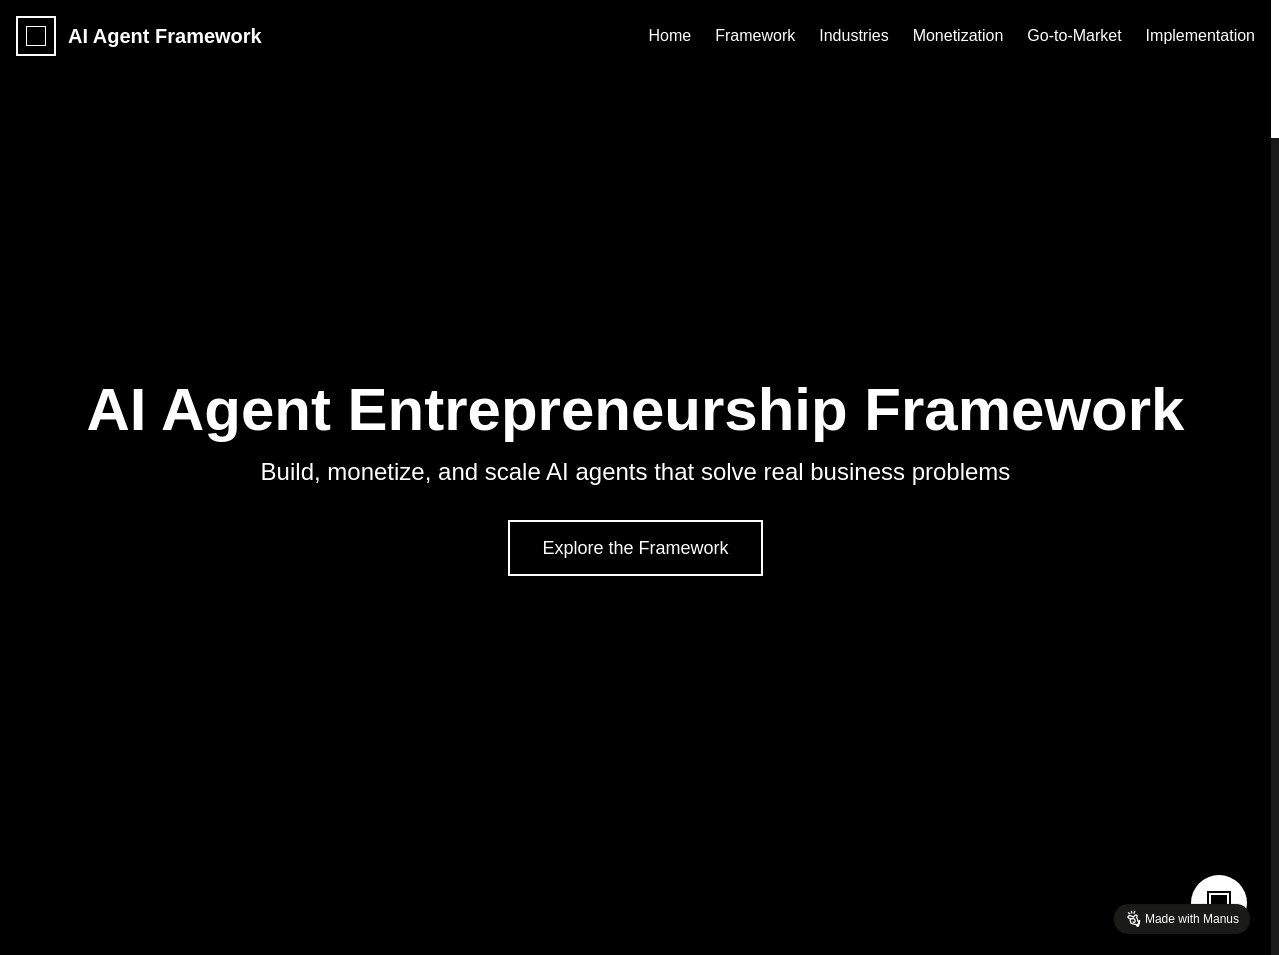 AI Agent Framework
Home Framework Industries Monetization Go-to-Market Implementation
AI Agent Entrepreneurship Framework
Build, monetize, and scale AI agents that solve real business problems
Explore the Framework
Made with Manus